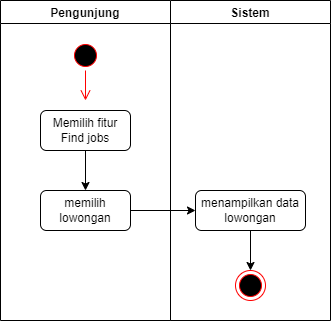 Pengunjung
Sistem
Memilih fitur
Find jobs
memilih
lowongan
menampilkan data
lowongan